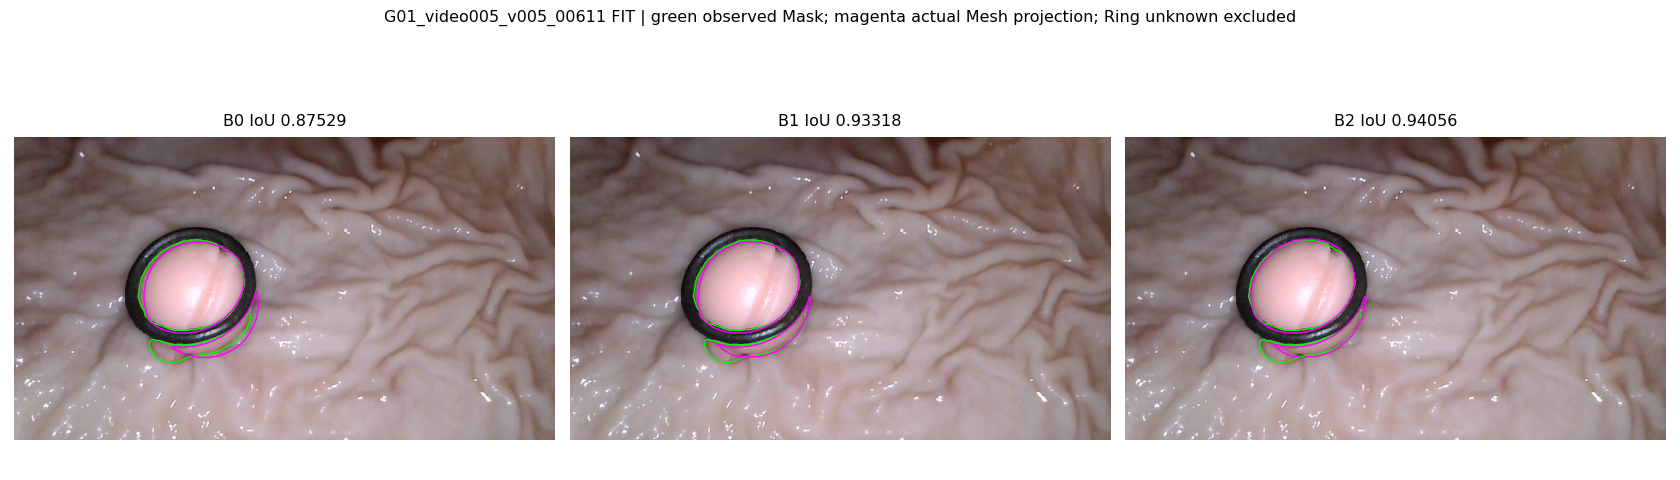 G01_video005_v005_00611 FIT | green observed Mask; magenta actual Mesh projection; Ring unknown excluded
B0 IoU 0.87529
B1 IoU 0.93318
B2 IoU 0.94056